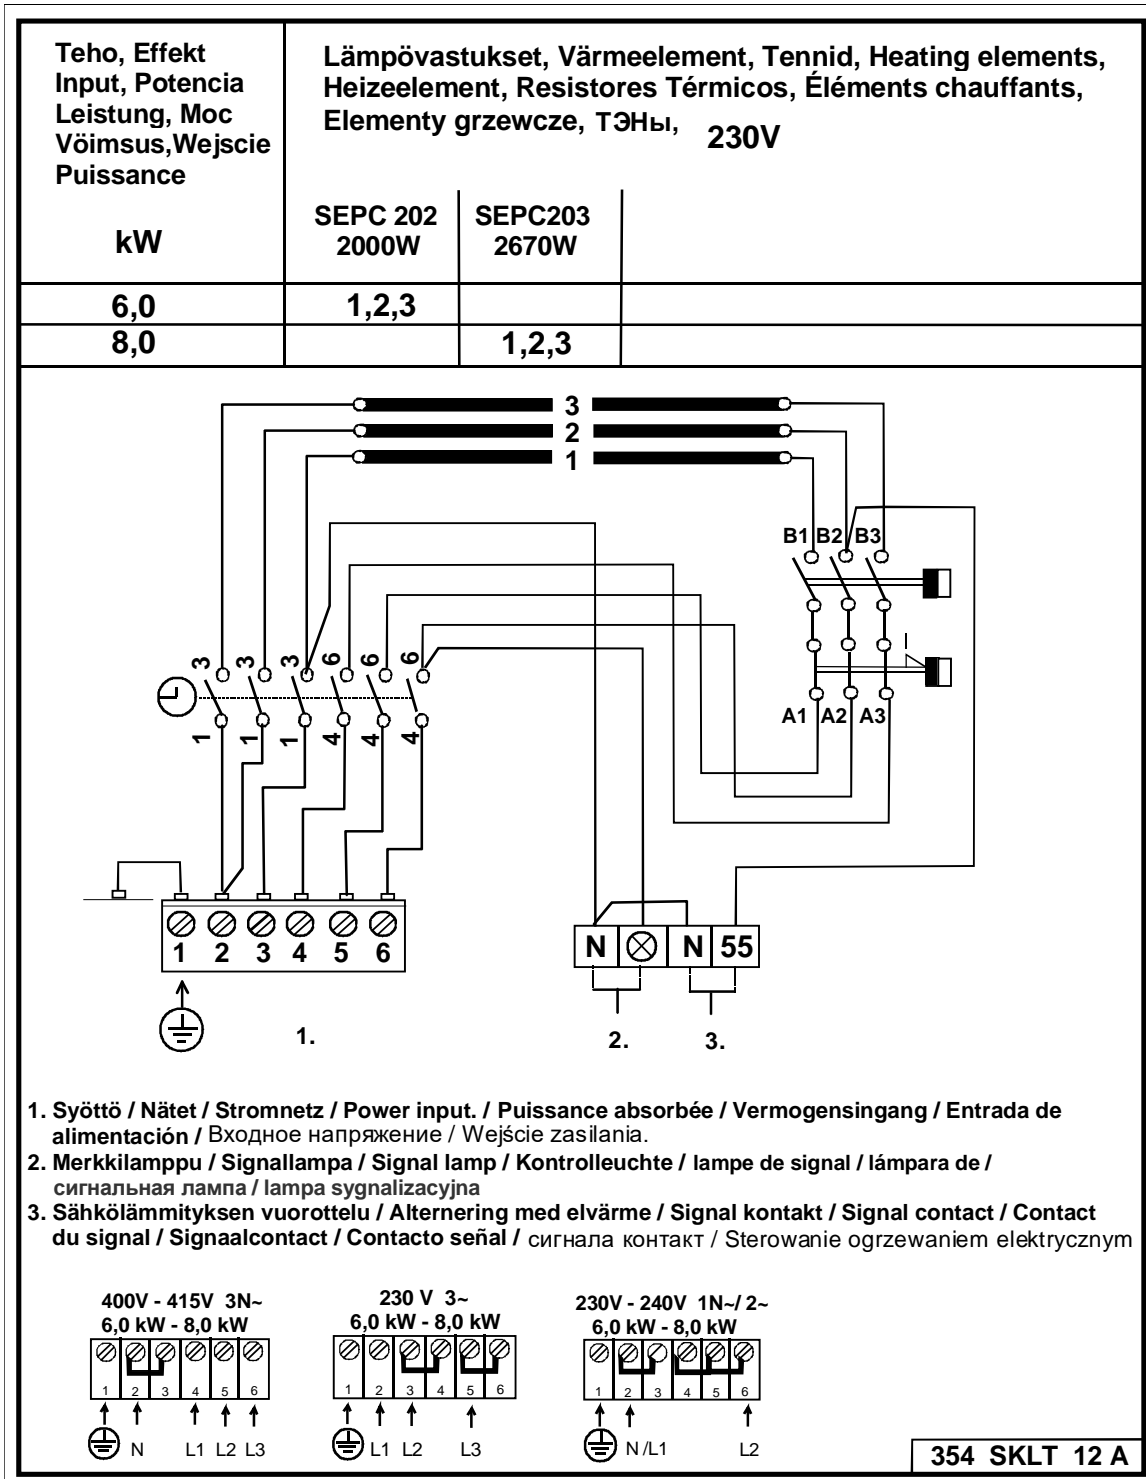 Teho, Effekt
Input, Potencia
Leistung, Moc
Vöimsus,Wejscie
Puissance
kW
Lämpövastukset, Värmeelement, Tennid, Heating elements,
Heizeelement, Resistores Térmicos, Éléments chauffants,
Elementy grzewcze, ТЭНы, 230V
SEPC 202
2000W
SEPC203
2670W
6,0 1,2,3
8,0 1,2,3
3
2
1
B1 B2 B3
3 3 3 6 6 6
I
1 1 1 4 4 4
A1 A2 A3
1 2 3 4 5 6
N N 55
1.
2. 3.
1. Syöttö / Nätet / Stromnetz / Power input. / Puissance absorbée / Vermogensingang / Entrada de
alimentación / Входное напряжение / Wejście zasilania.
2. Merkkilamppu / Signallampa / Signal lamp / Kontrolleuchte / lampe de signal / lámpara de /
сигнальная лампа / lampa sygnalizacyjna
3. Sähkölämmityksen vuorottelu / Alternering med elvärme / Signal kontakt / Signal contact / Contact
du signal / Signaalcontact / Contacto señal / сигнала контакт / Sterowanie ogrzewaniem elektrycznym
400V - 415V 3N~
6,0 kW - 8,0 kW
1 2 3 4 5 6
N L1 L2 L3
230 V 3~
6,0 kW - 8,0 kW
1 2 3 4 5 6
L1 L2 L3
230V - 240V 1N~/ 2~
6,0 kW - 8,0 kW
1 2 3 4 5 6
N /L1 L2
354 SKLT 12 A